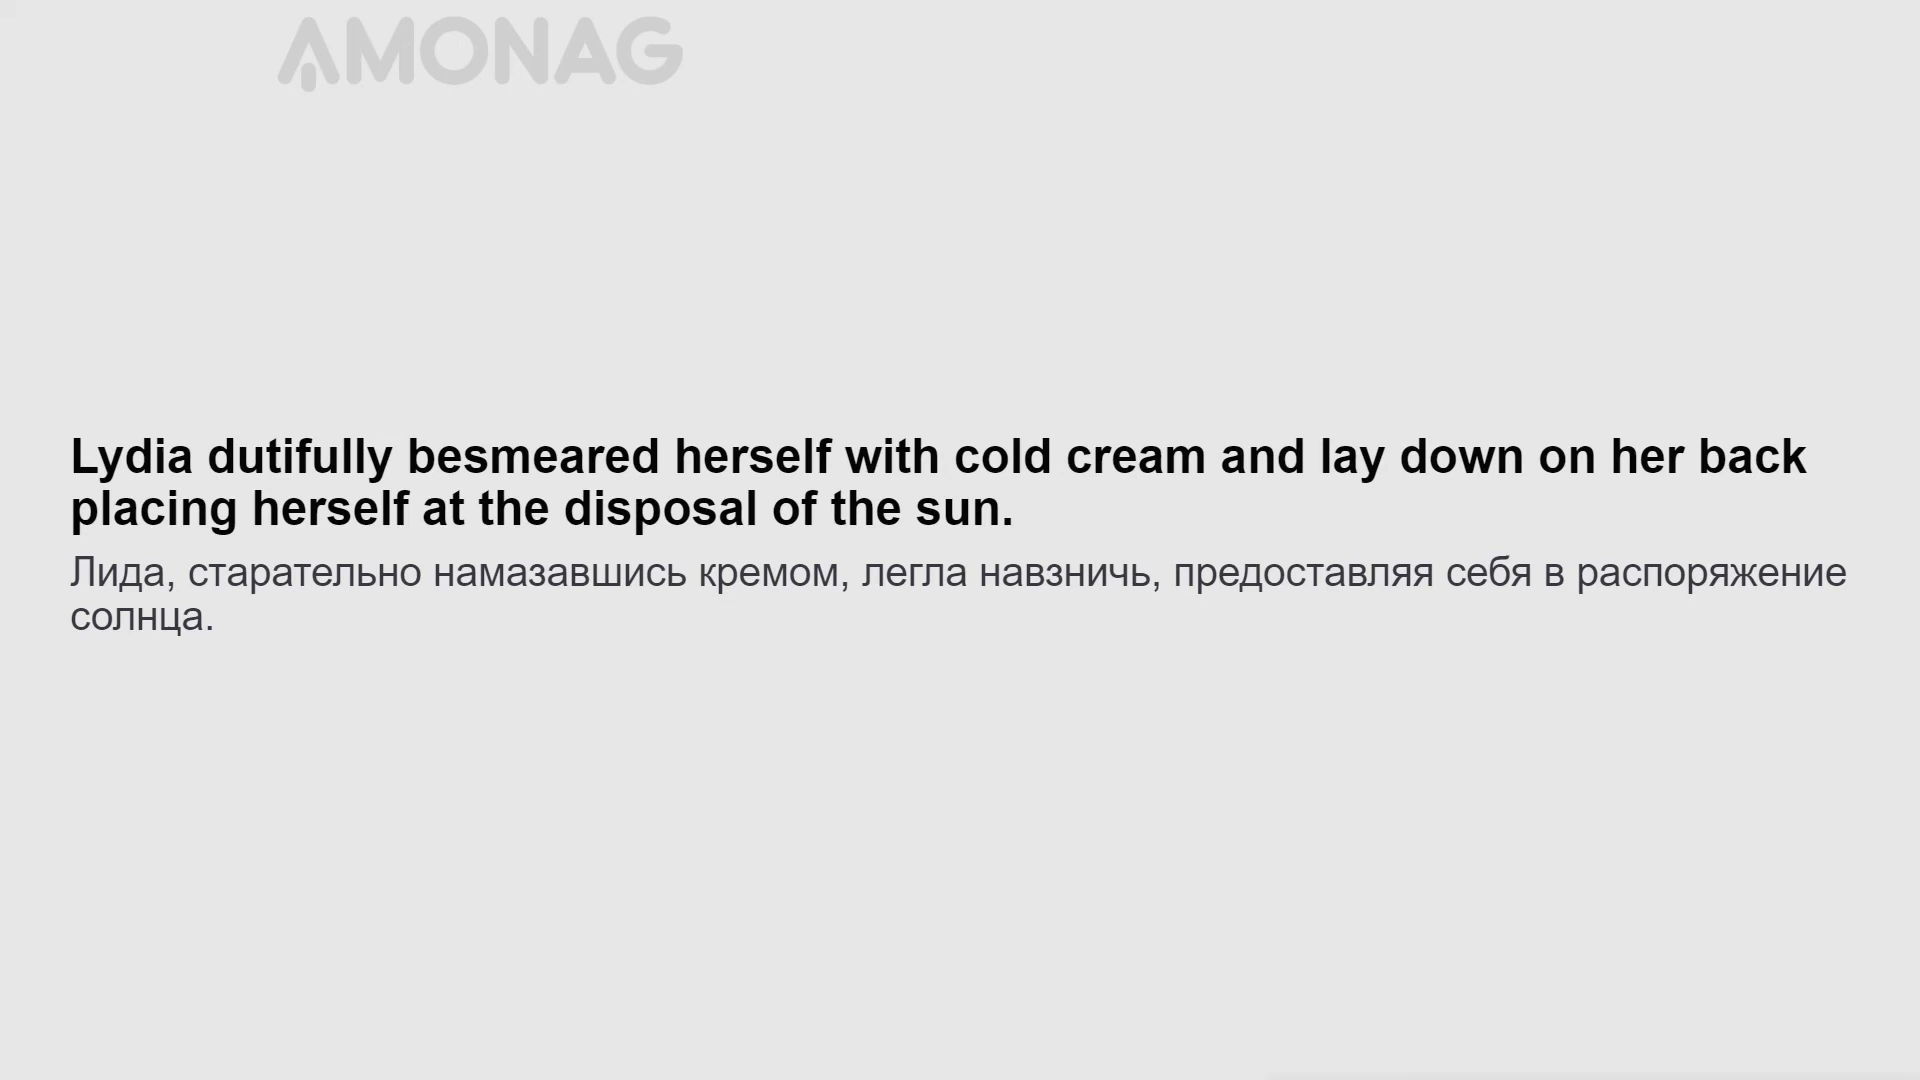 AMONAG
Lydia dutifully besmeared herself with cold cream and lay down on her back
placing herself at the disposal of the sun.
Лида, старательно намазавшись кремом, легла навзничь, предоставляя себя в распоряжение
солнца.